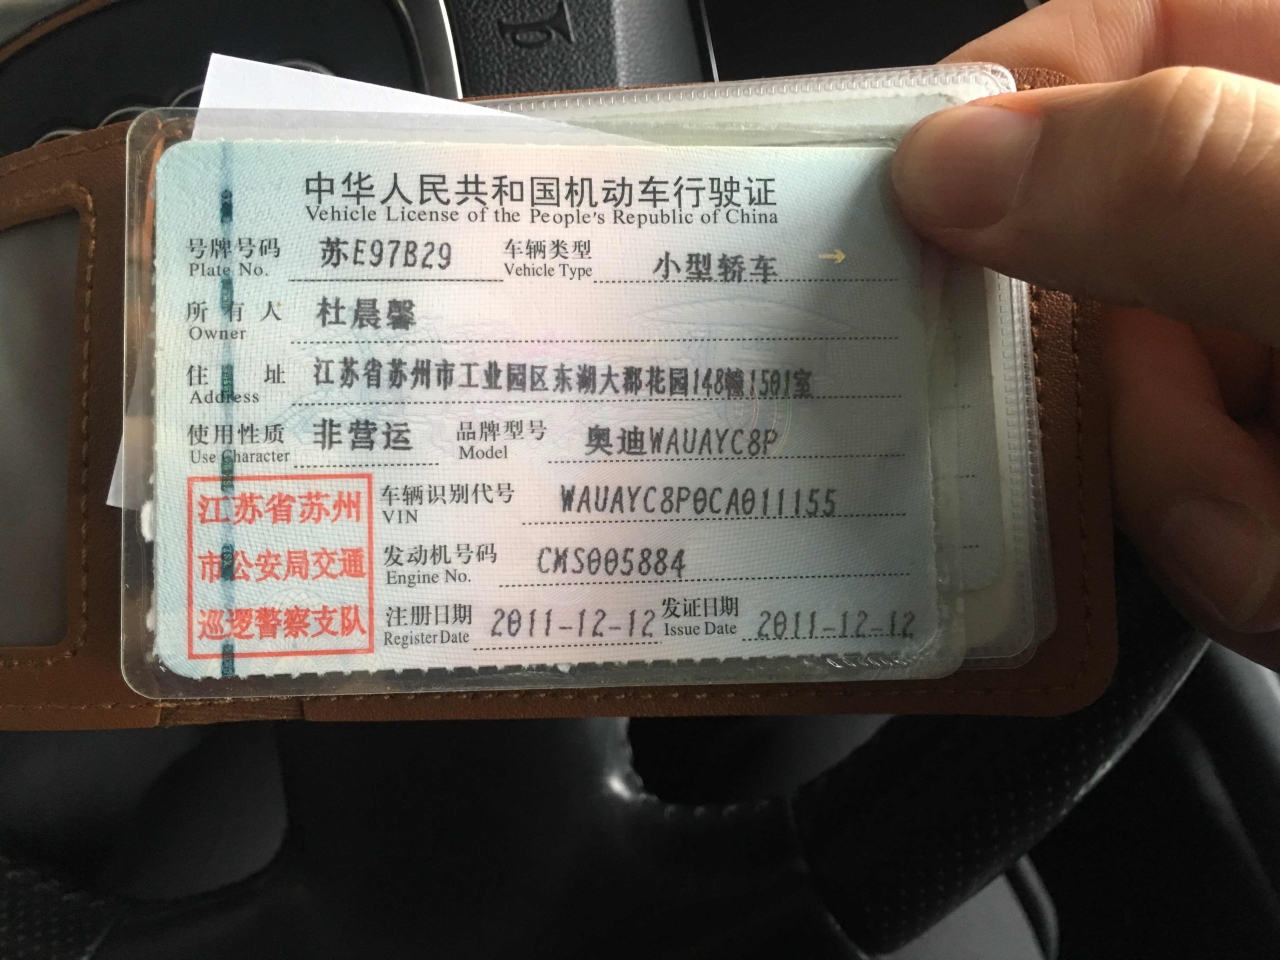 中华人民共和国机动车行驶证
Vehicle License of the People's Republic of China
号牌号码 苏E97B29 车辆类型 小型轿车
Plate No. Vehicle Type
所有人 杜晨馨
Owner
住址 江苏省苏州市工业园区东湖大郡花园148幢1501室
Address
使用性质 非营运 品牌型号 奥迪WAUAYC8P
Use Character Model
江苏省苏州
市公安局交通
巡逻警察支队
车辆识别代号 WAUAYC8P0CA011155
VIN
发动机号码 CMS005884
Engine No.
注册日期 2011-12-12 发证日期 2011-12-12
Register Date Issue Date